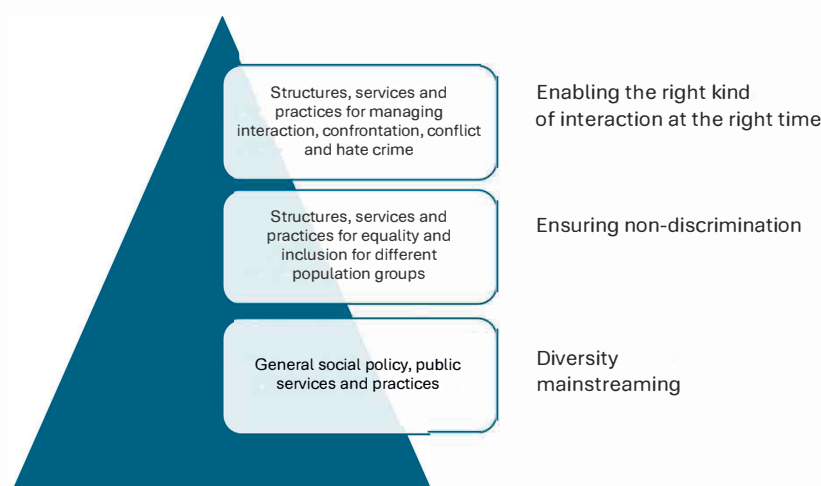 Structures, services and
practices for managing
interaction, confrontation, conflict
and hate crime
Enabling the right kind
of interaction at the right time
Structures, services and
practices for equality and
inclusion for different
population groups
Ensuring non-discrimination
General social policy, public
services and practices
Diversity
mainstreaming